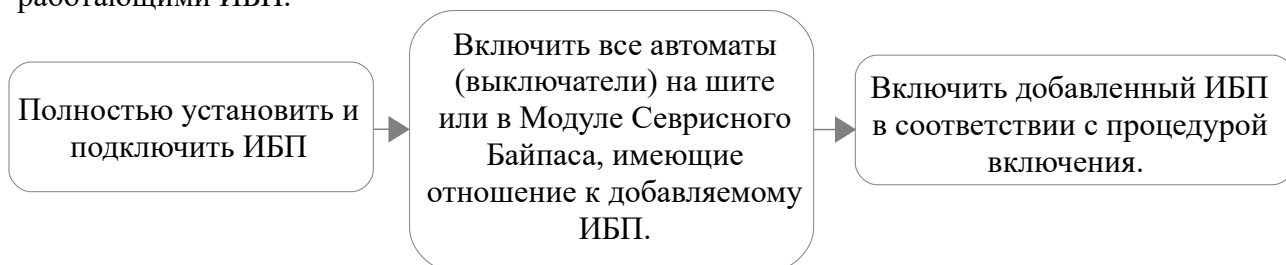 работающими ИБП.
Полностью установить и
подключить ИБП
Включить все автоматы
(выключатели) на шите
или в Модуле Севрисного
Байпаса, имеющие
отношение к добавляемому
ИБП.
Включить добавленный ИБП
в соответствии с процедурой
включения.